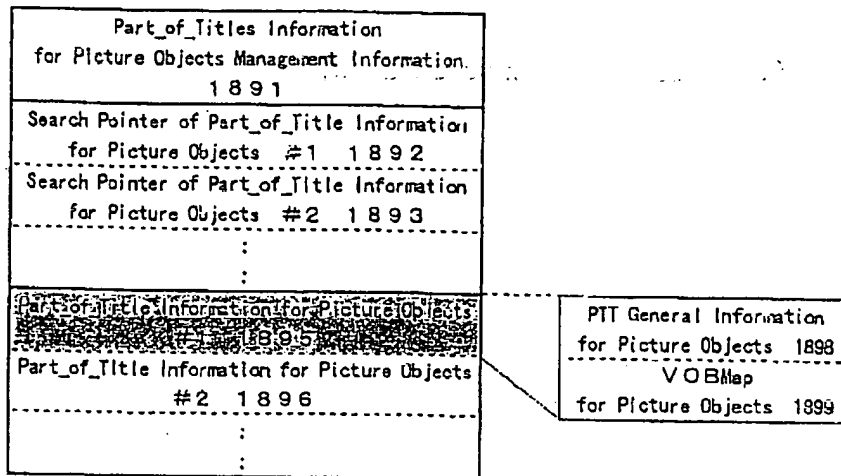 Part_of_Titles Information
for Picture Objects Management Information
1891
Search Pointer of Part_of_Title Information
for Picture Objects #1 1892
Search Pointer of Part_of_Title Information
for Picture Objects #2 1893
:
:
Part_of_Title Information for Picture Objects
#1 1895
Part_of_Title Information for Picture Objects
#2 1896
:
:
PTT General Information
for Picture Objects 1898
VOBMap
for Picture Objects 1899